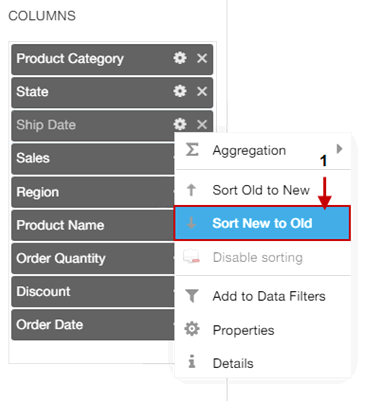 COLUMNS
Product Category
State
Ship Date
Aggregation
1
Sales
Region
Sort Old to New
Product Name
Sort New to Old
Order Quantity
Disable sorting
Discount
Add to Data Filters
Order Date
Properties
Details